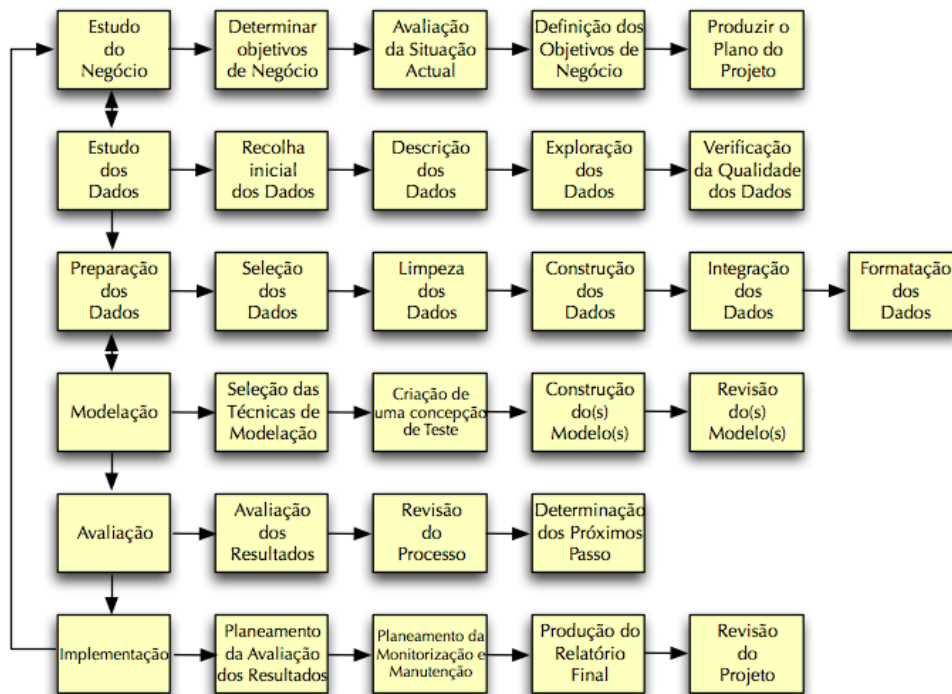 Estudo
do
Negócio
Determinar
objetivos
de Negócio
Avaliação
da Situação
Actual
Definição dos
Objetivos de
Negócio
Produzir o
Plano do
Projeto
Estudo
dos
Dados
Recolha
inicial
dos Dados
Descrição
dos
Dados
Exploração
dos
Dados
Verificação
da Qualidade
dos Dados
Preparação
dos
Dados
Seleção
dos
Dados
Limpeza
dos
Dados
Construção
dos
Dados
Integração
dos
Dados
Formatação
dos
Dados
Modelação
Seleção das
Técnicas de
Modelação
Criação de
uma concepção
de Teste
Construção
do(s)
Modelo(s)
Revisão
do(s)
Modelo(s)
Avaliação
Avaliação
dos
Resultados
Revisão
do
Processo
Determinação
dos Próximos
Passo
Implementação
Planeamento
da Avaliação
dos Resultados
Planeamento da
Monitorização e
Manutenção
Produção do
Relatório
Final
Revisão
do
Projeto